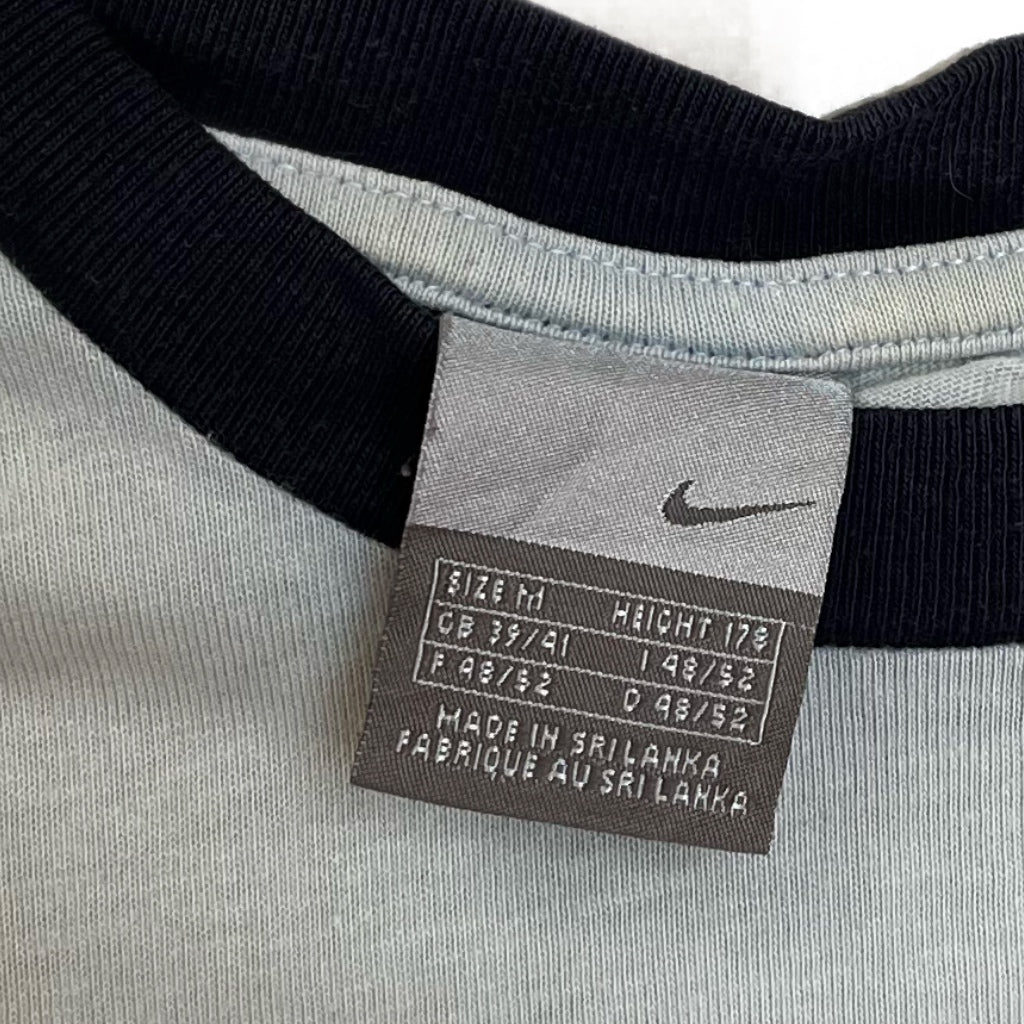 SIZE M HEIGHT 178
GB 39/41 I 48/52
F 48/52 D 48/52
MADE IN SRI LANKA
FABRIQUE AU SRI LANKA